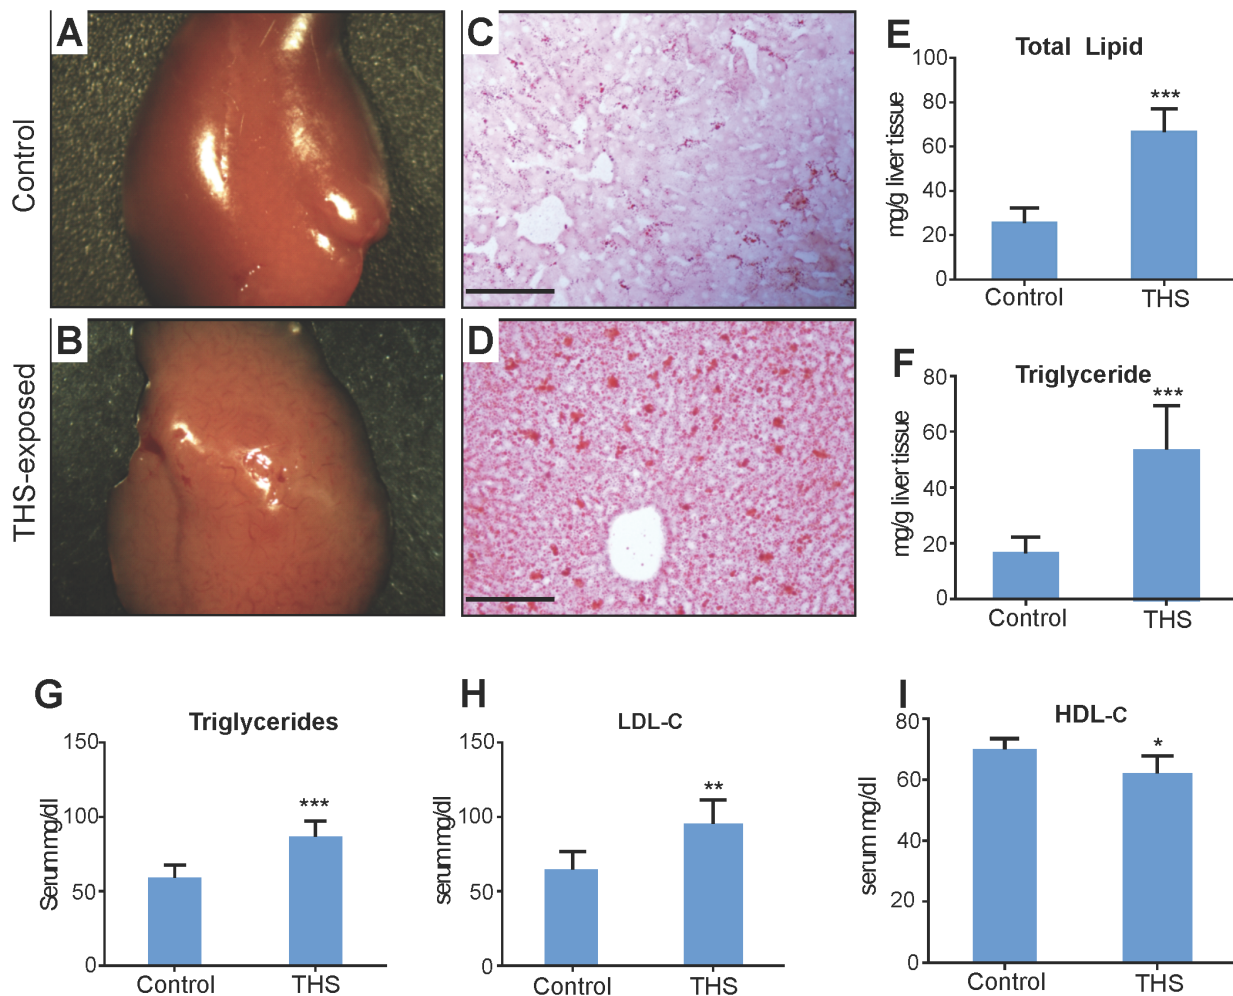 A
Control
B
THS-exposed
C
D
E
Total Lipid
mg/g liver tissue
100
80
60
40
20
0
Control
THS
***
F
Triglyceride
mg/g liver tissue
80
60
40
20
0
Control
THS
***
G
Triglycerides
Serum mg/dl
150
100
50
0
Control
THS
***
H
LDL-C
serum mg/dl
150
100
50
0
Control
THS
**
I
HDL-C
serum mg/dl
80
60
40
20
0
Control
THS
*